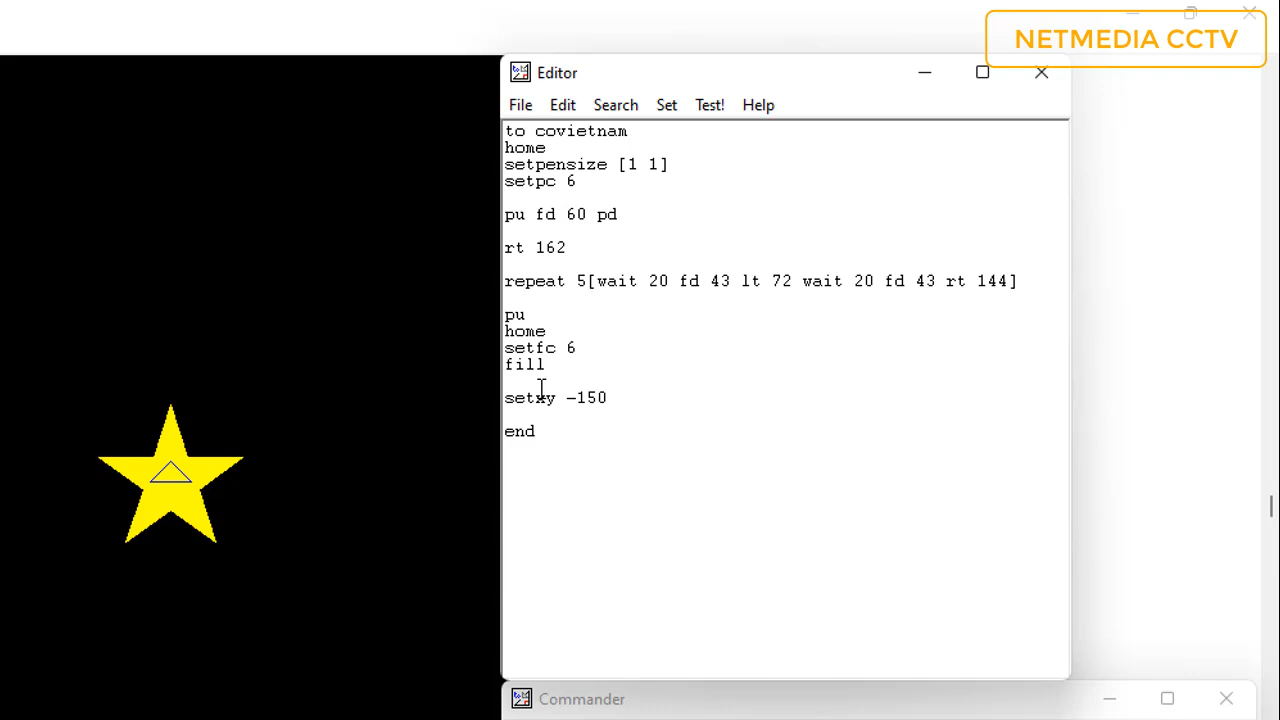 NETMEDIA CCTV
Editor
File Edit Search Set Test! Help
to covietnam
home
setpensize [1 1]
setpc 6
pu fd 60 pd
rt 162
repeat 5[wait 20 fd 43 lt 72 wait 20 fd 43 rt 144]
pu
home
setfc 6
fill
setxy -150
end
Commander